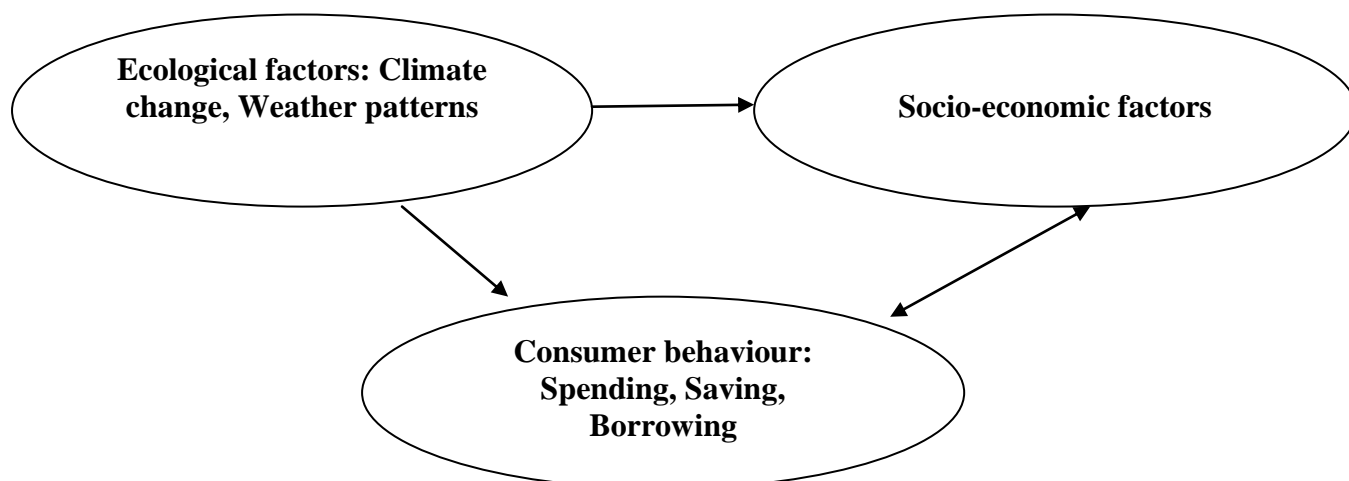 Ecological factors: Climate
change, Weather patterns
Socio-economic factors
Consumer behaviour:
Spending, Saving,
Borrowing